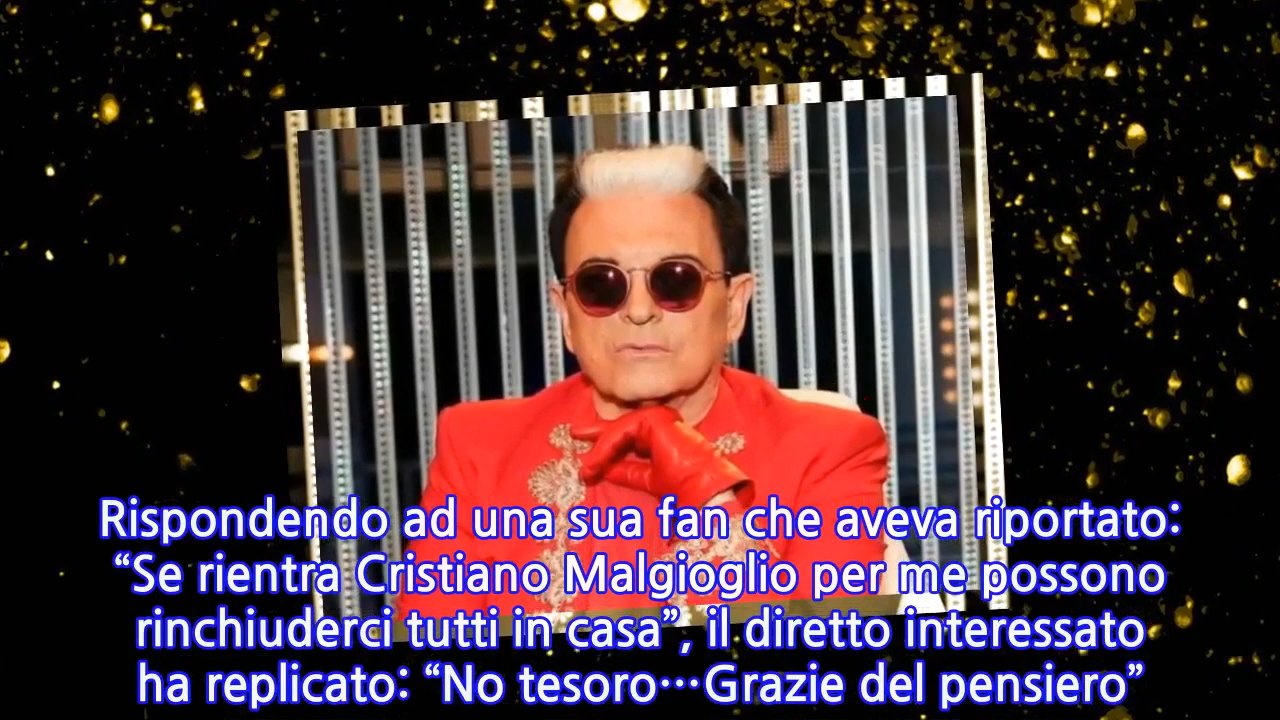 Rispondendo ad una sua fan che aveva riportato:
“Se rientra Cristiano Malgioglio per me possono
rinchiuderci tutti in casa”, il diretto interessato
ha replicato: “No tesoro…Grazie del pensiero”